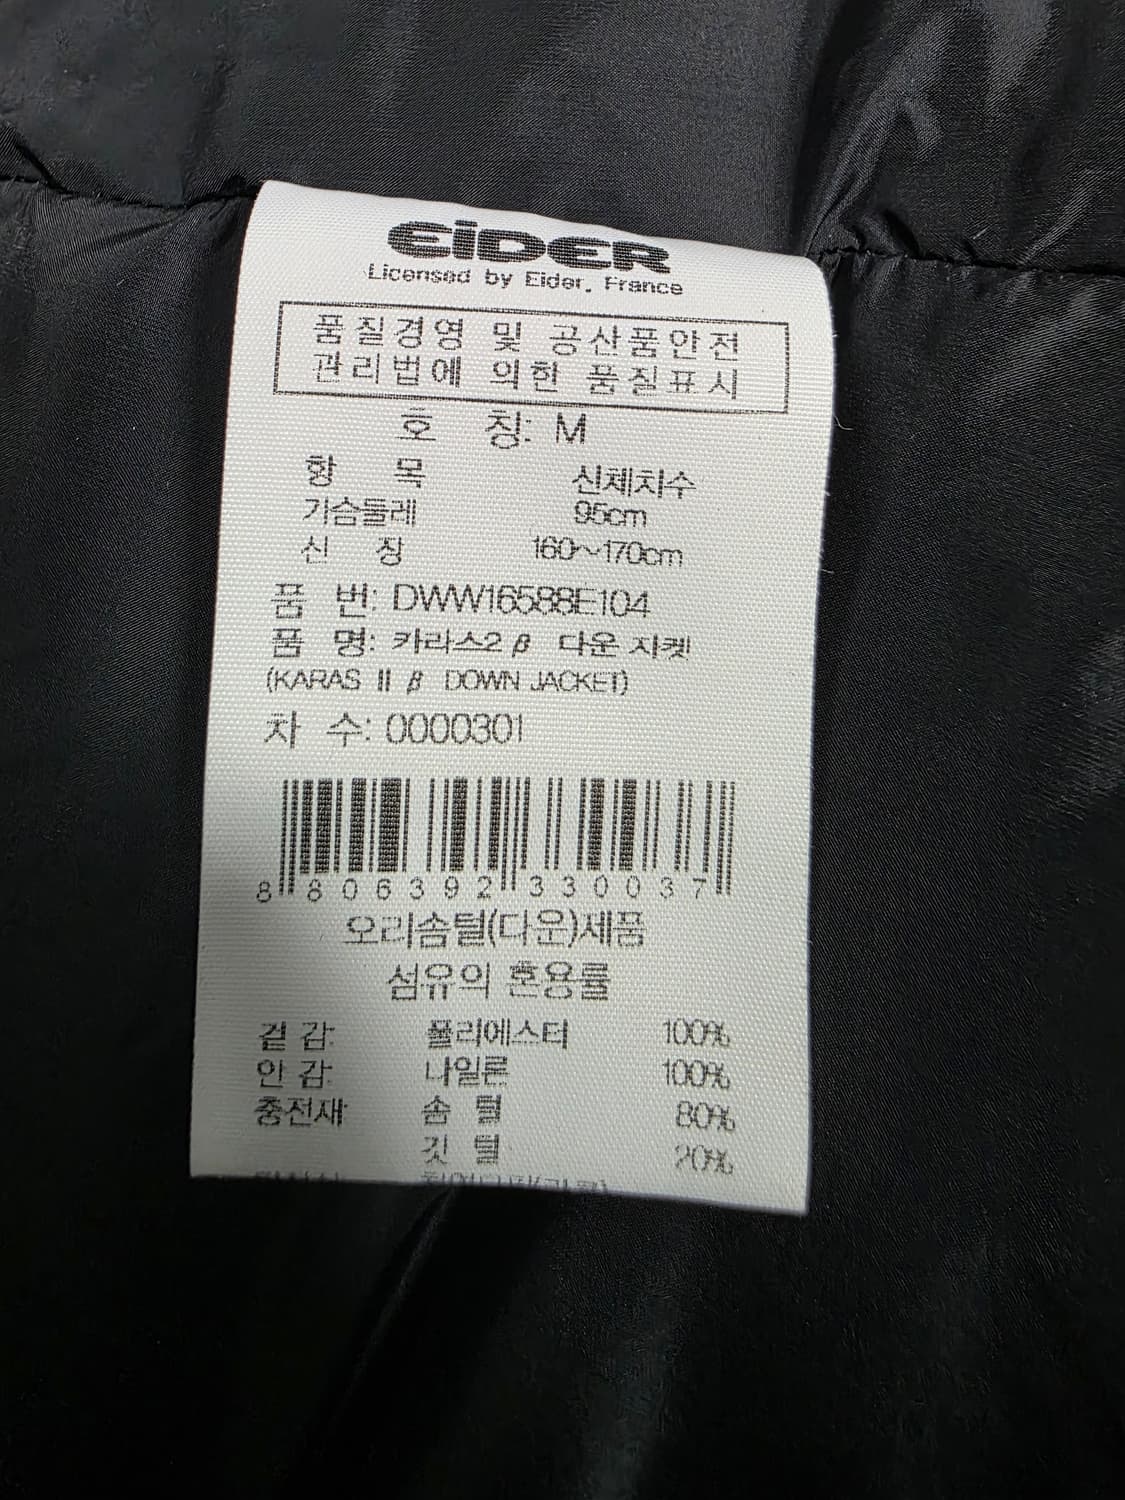 EiDER
Licensed by Eider, France
품질경영 및 공산품안전
관리법에 의한 품질표시
호 칭: M
항 목 신체치수
가슴둘레 95cm
신 장 160~170cm
품 번: DWW16588E104
품 명: 카라스2 β 다운 자켓
(KARAS II β DOWN JACKET)
차 수: 0000301
8 806392 330037
오리솜털(다운)제품
섬유의 혼용률
겉 감: 폴리에스터 100%
안 감: 나일론 100%
충전재: 솜 털 80%
깃 털 20%